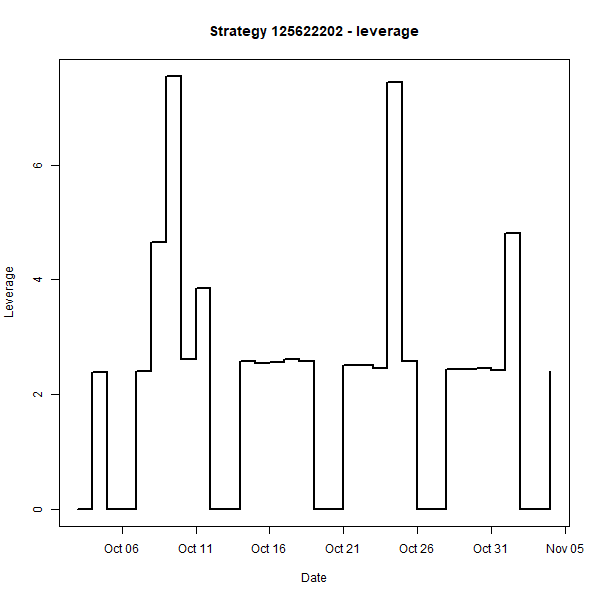 Strategy 125622202 - leverage
Leverage
6
4
2
0
Oct 06 Oct 11 Oct 16 Oct 21 Oct 26 Oct 31 Nov 05
Date